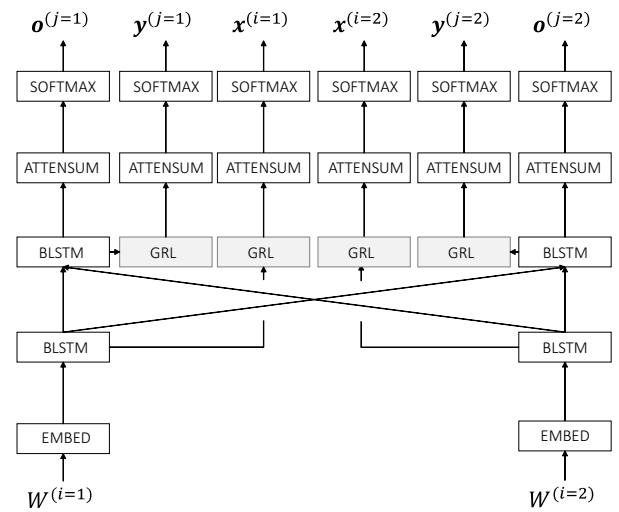 o(j=1) y(j=1) x(i=1) x(i=2) y(j=2) o(j=2)
SOFTMAX SOFTMAX SOFTMAX SOFTMAX SOFTMAX SOFTMAX
ATTENSUM ATTENSUM ATTENSUM ATTENSUM ATTENSUM ATTENSUM
BLSTM GRL GRL GRL GRL BLSTM
BLSTM BLSTM
EMBED EMBED
W(i=1) W(i=2)